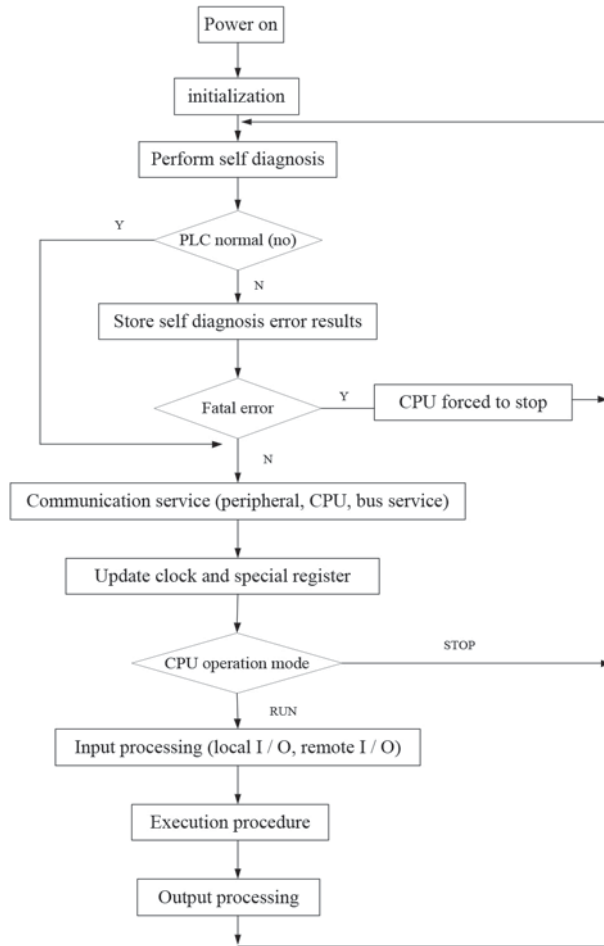 Power on
initialization
Perform self diagnosis
Y
PLC normal (no)
N
Store self diagnosis error results
Fatal error
Y
CPU forced to stop
N
Communication service (peripheral, CPU, bus service)
Update clock and special register
CPU operation mode
STOP
RUN
Input processing (local I / O, remote I / O)
Execution procedure
Output processing